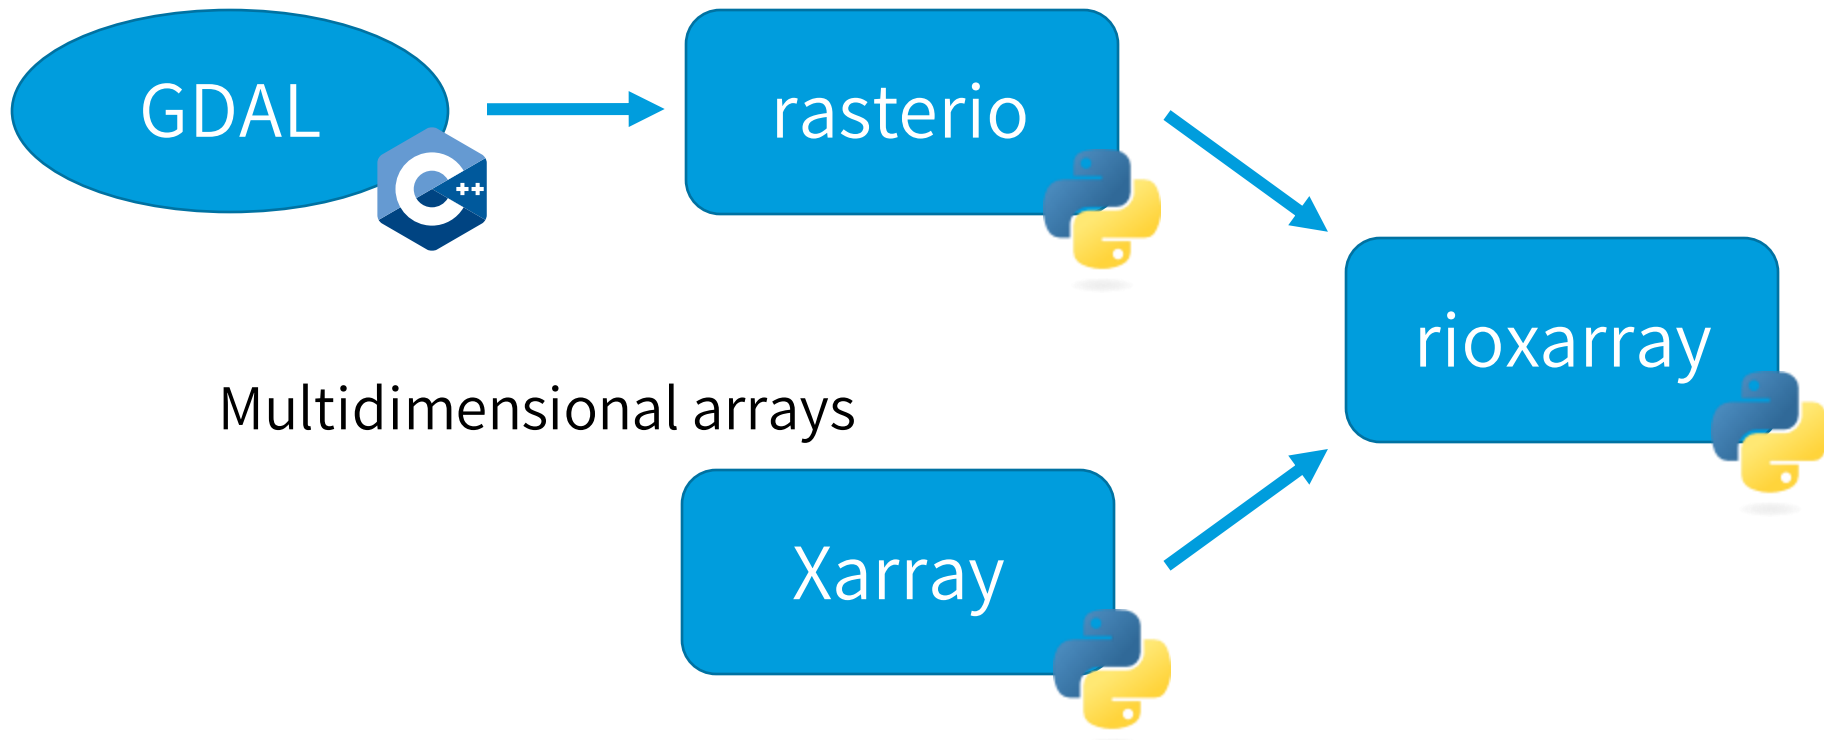 GDAL
C++
rasterio
rioxarray
Multidimensional arrays
Xarray